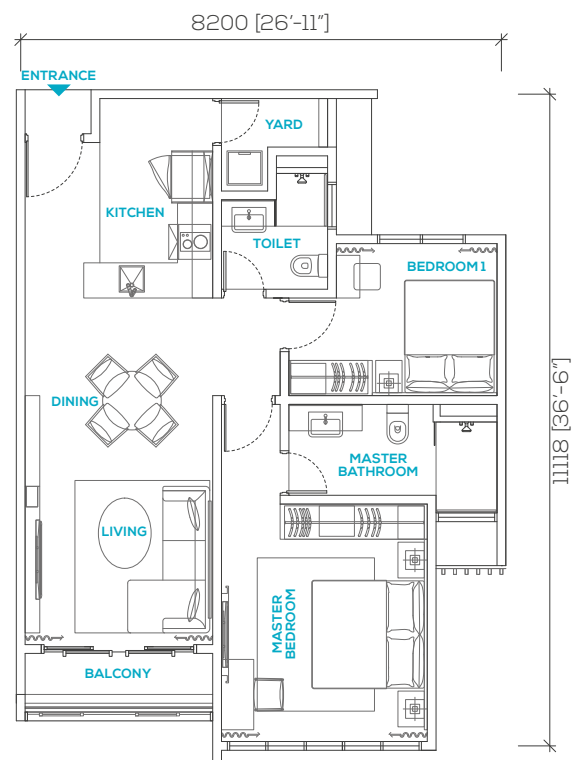 8200 [26'-11"]
ENTRANCE
YARD
KITCHEN
TOILET
BEDROOM 1
11118 [36'-6"]
DINING
MASTER
BATHROOM
LIVING
MASTER
BEDROOM
BALCONY